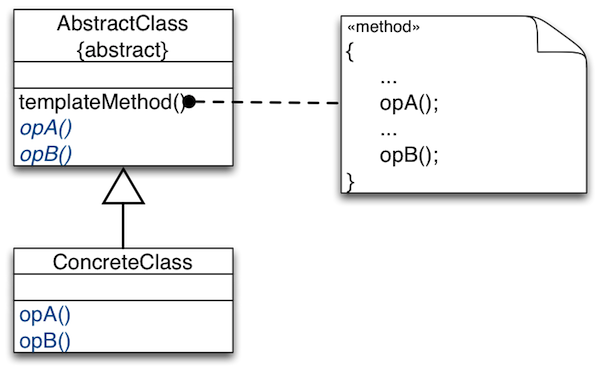 AbstractClass
{abstract}
templateMethod()
opA()
opB()
«method»
{
...
opA();
...
opB();
}
ConcreteClass
opA()
opB()